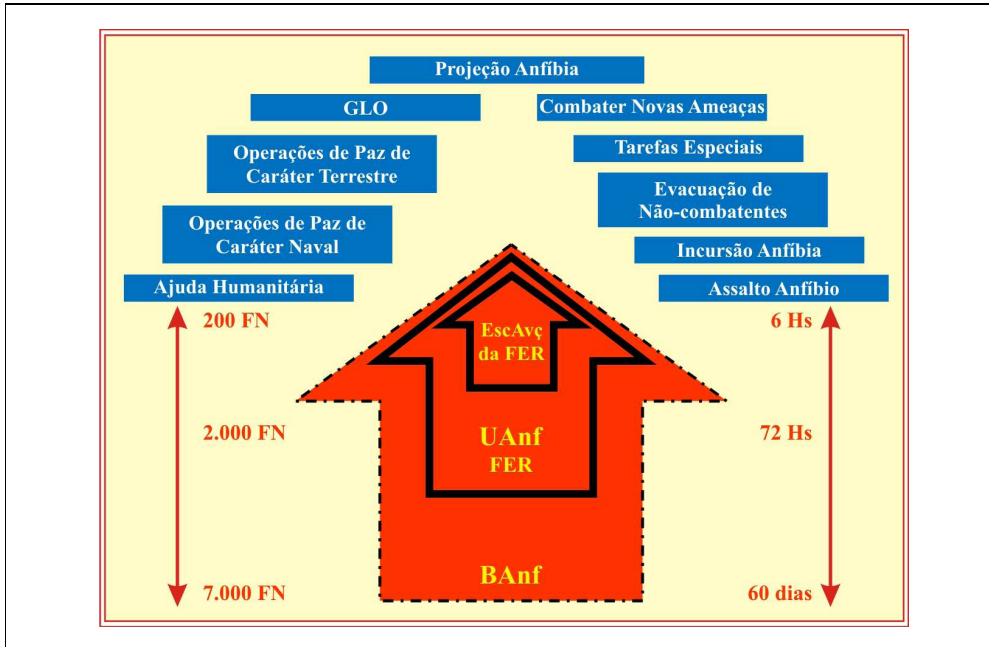 Projeção Anfíbia
GLO
Combater Novas Ameaças
Operações de Paz de
Caráter Terrestre
Tarefas Especiais
Evacuação de
Não-combatentes
Operações de Paz de
Caráter Naval
Incursão Anfíbia
Ajuda Humanitária
Assalto Anfíbio
200 FN
EscAvç
da FER
6 Hs
2.000 FN
UAnf
FER
72 Hs
7.000 FN
BAnf
60 dias